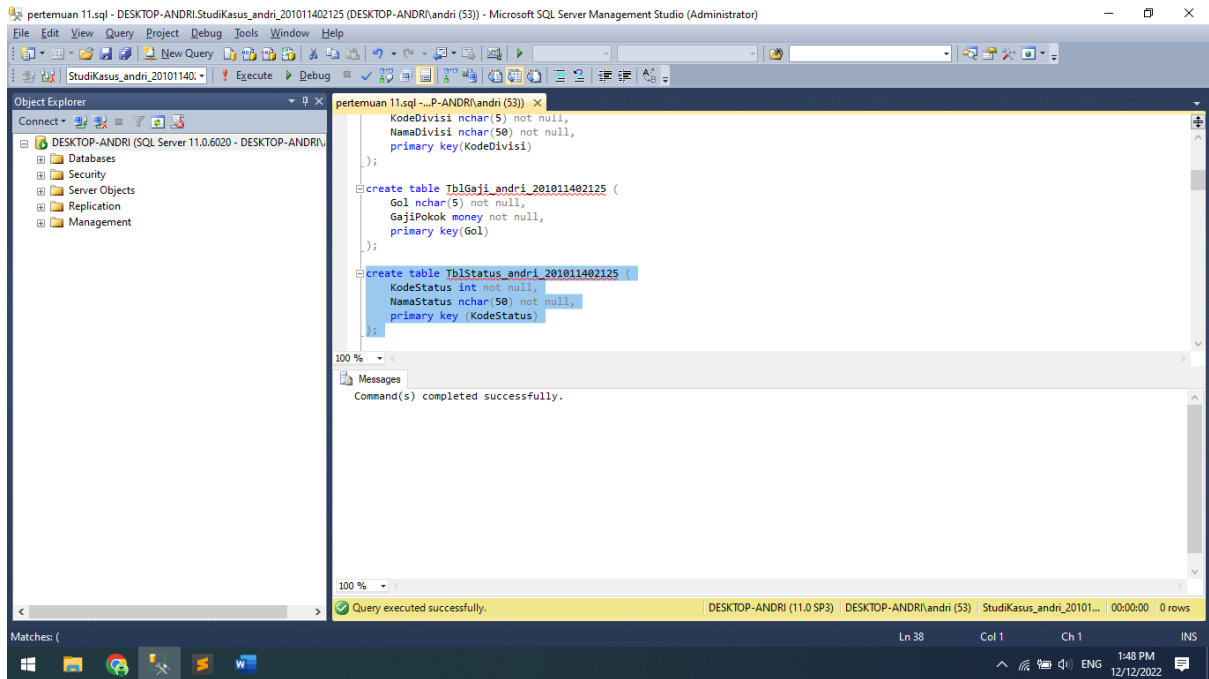 pertemuan 11.sql - DESKTOP-ANDRI.StudiKasus_andri_201011402125 (DESKTOP-ANDRI\andri (53)) - Microsoft SQL Server Management Studio (Administrator)
File Edit View Query Project Debug Tools Window Help
New Query
StudiKasus_andri_20101140: Execute Debug
Object Explorer
Connect
DESKTOP-ANDRI (SQL Server 11.0.6020 - DESKTOP-ANDRI\
Databases
Security
Server Objects
Replication
Management
pertemuan 11.sql -...P-ANDRI\andri (53))
KodeDivisi nchar(5) not null,
NamaDivisi nchar(50) not null,
primary key(KodeDivisi)
);
create table TblGaji_andri_201011402125 (
Gol nchar(5) not null,
GajiPokok money not null,
primary key(Gol)
);
create table TblStatus_andri_201011402125 (
KodeStatus int not null,
NamaStatus nchar(50) not null,
primary key (KodeStatus)
);
100 %
Messages
Command(s) completed successfully.
100 %
Query executed successfully. DESKTOP-ANDRI (11.0 SP3) DESKTOP-ANDRI\andri (53) StudiKasus_andri_20101... 00:00:00 0 rows
Matches: ( Ln 38 Col 1 Ch 1 INS
ENG
1:48 PM
12/12/2022